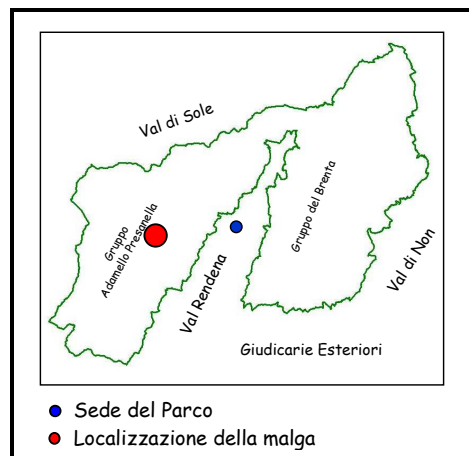 Val di Sole
Gruppo
Adamello Presanella
Gruppo del Brenta
Val Rendena
Val di Non
Giudicarie Esteriori
Sede del Parco
Localizzazione della malga